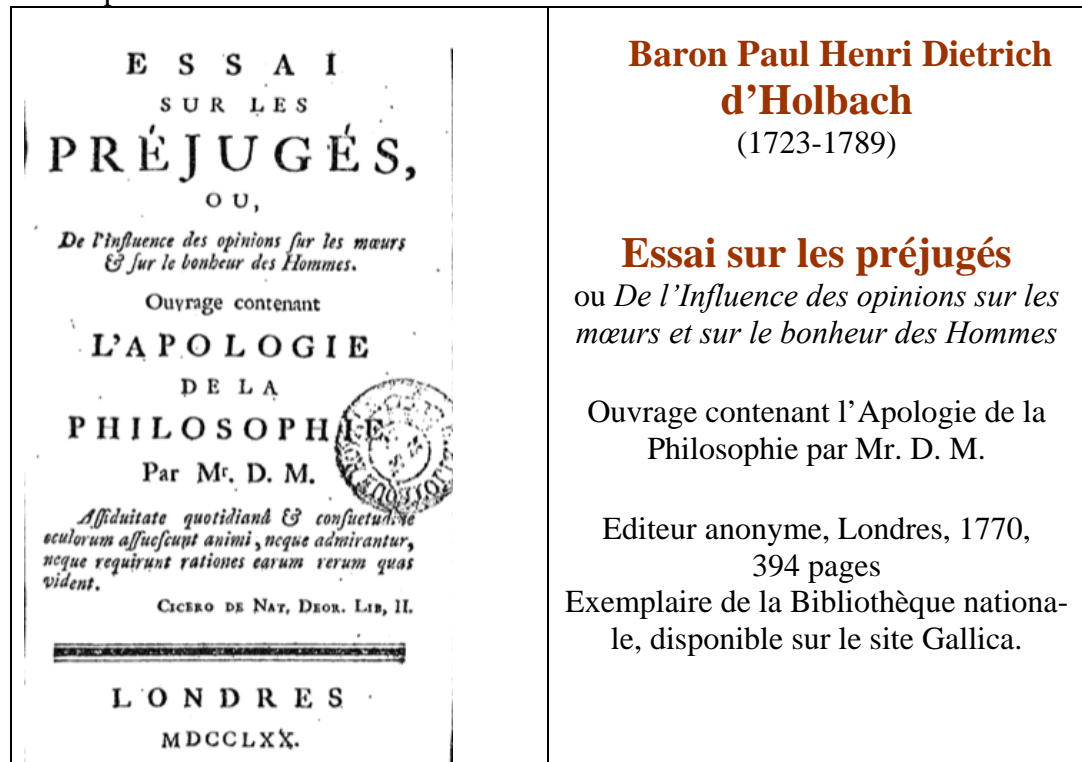 E S S A I
SUR LES
PRÉJUGÉS,
OU,
De l'influence des opinions ſur les mœurs
& ſur le bonheur des Hommes.
Ouvrage contenant
L'APOLOGIE
DE LA
PHILOSOPHIE
Par Mr. D. M.
Aſſiduitate quotidianâ & conſuetudine
oculorum aſſueſcunt animi, neque admirantur,
neque requirunt rationes earum rerum quas
vident.
CICERO DE NAT, DEOR. LIB, II.
LONDRES
MDCCLXX.
Baron Paul Henri Dietrich
d'Holbach
(1723-1789)
Essai sur les préjugés
ou De l'Influence des opinions sur les
mœurs et sur le bonheur des Hommes
Ouvrage contenant l'Apologie de la
Philosophie par Mr. D. M.
Editeur anonyme, Londres, 1770,
394 pages
Exemplaire de la Bibliothèque nationa-
le, disponible sur le site Gallica.